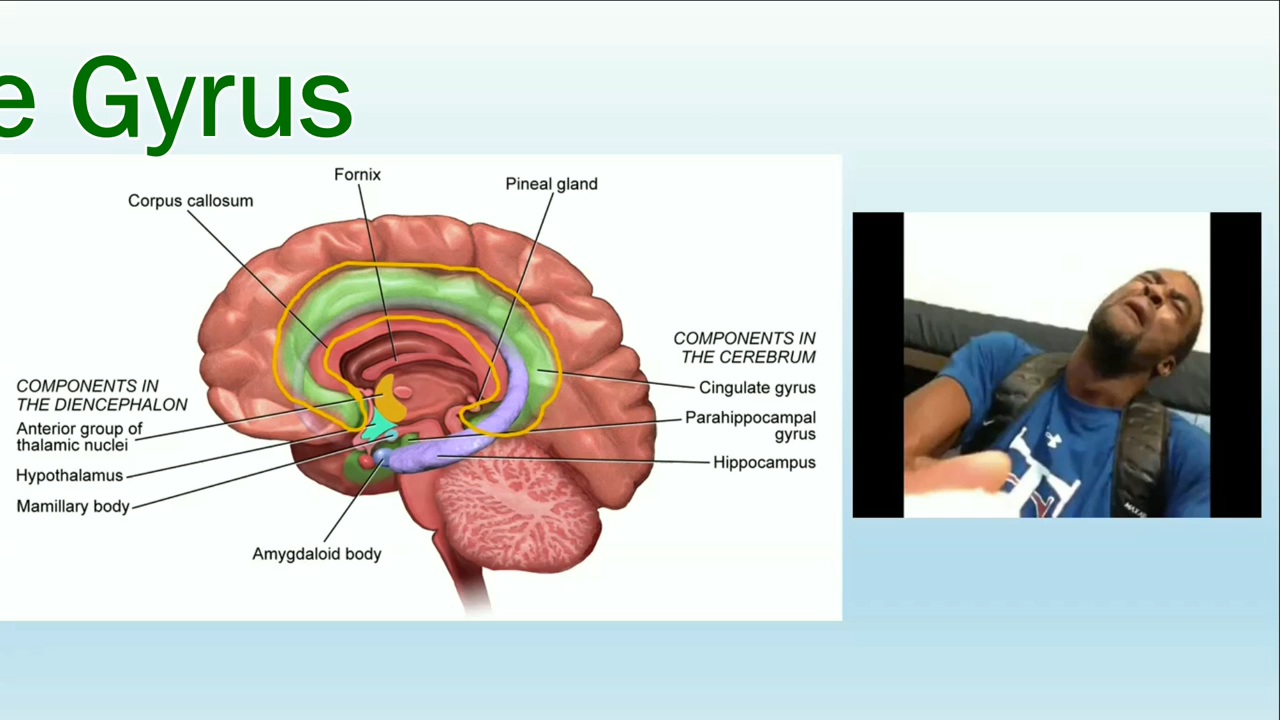 e Gyrus
Fornix
Pineal gland
Corpus callosum
COMPONENTS IN
THE CEREBRUM
Cingulate gyrus
Parahippocampal
gyrus
Hippocampus
COMPONENTS IN
THE DIENCEPHALON
Anterior group of
thalamic nuclei
Hypothalamus
Mamillary body
Amygdaloid body